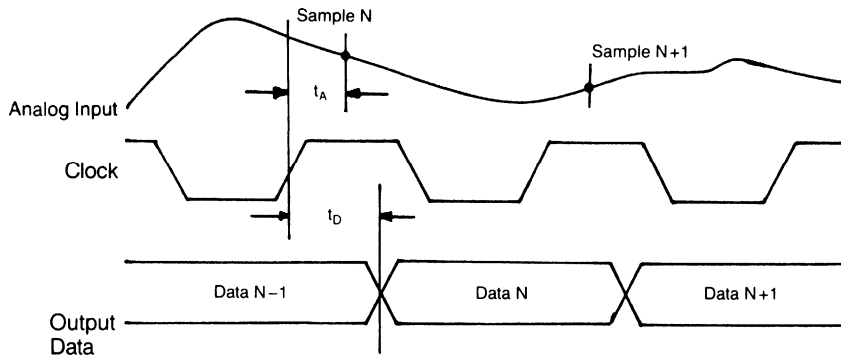 Sample N
Sample N+1
t_A
Analog Input
Clock
t_D
Data N−1
Data N
Data N+1
Output
Data